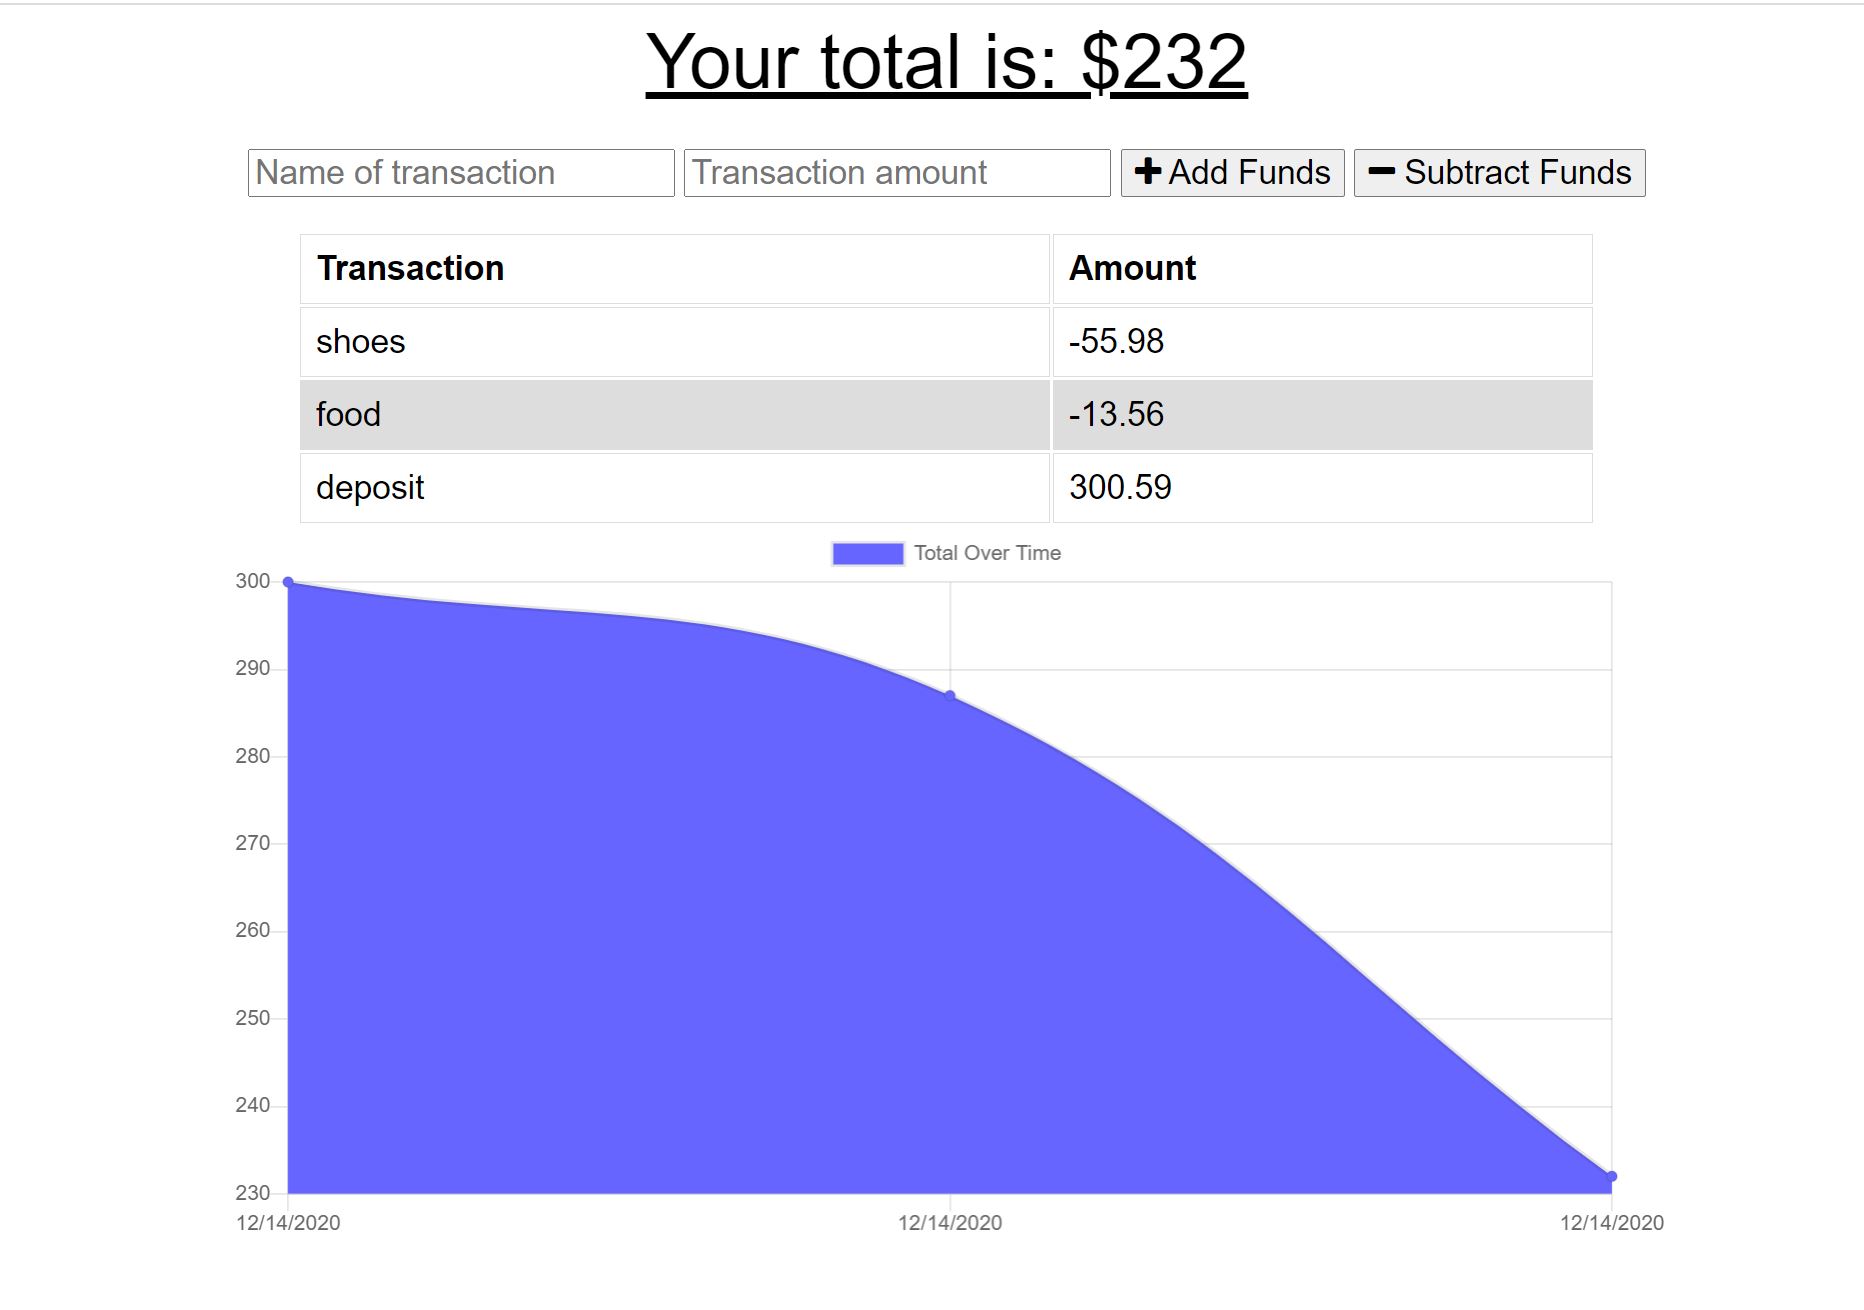 Your total is: $232
Name of transaction Transaction amount Add Funds Subtract Funds
Transaction Amount
shoes -55.98
food -13.56
deposit 300.59
Total Over Time
300
290
280
270
260
250
240
230
12/14/2020 12/14/2020 12/14/2020